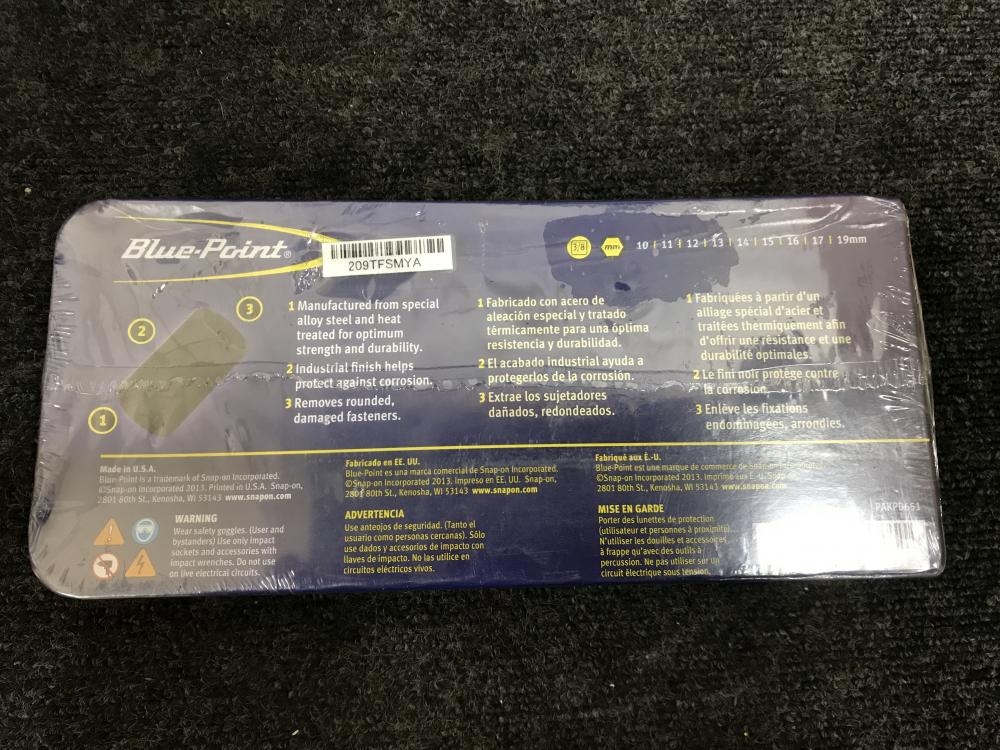 Blue-Point®
209TFSMYA
3/8 mm 10 | 11 | 12 | 13 | 14 | 15 | 16 | 17 | 19mm
1
2
3
1 Manufactured from special
alloy steel and heat
treated for optimum
strength and durability.
2 Industrial finish helps
protect against corrosion.
3 Removes rounded,
damaged fasteners.
1 Fabricado con acero de
aleación especial y tratado
térmicamente para una óptima
resistencia y durabilidad.
2 El acabado industrial ayuda a
protegerlos de la corrosión.
3 Extrae los sujetadores
dañados, redondeados.
1 Fabriquées à partir d'un
alliage spécial d'acier et
traitées thermiquement afin
d'offrir une résistance et une
durabilité optimales.
2 Le fini noir protège contre
la corrosion.
3 Enlève les fixations
endommagées, arrondies.
Made in U.S.A.
Blue-Point is a trademark of Snap-on Incorporated.
©Snap-on Incorporated 2013. Printed in U.S.A. Snap-on,
2801 80th St., Kenosha, WI 53143 www.snapon.com
WARNING
Wear safety goggles. (User and
bystanders) Use only impact
sockets and accessories with
impact wrenches. Do not use
on live electrical circuits.
Fabricado en EE. UU.
Blue-Point es una marca comercial de Snap-on Incorporated.
©Snap-on Incorporated 2013. Impreso en EE. UU. Snap-on,
2801 80th St., Kenosha, WI 53143 www.snapon.com
ADVERTENCIA
Use anteojos de seguridad. (Tanto el
usuario como personas cercanas). Sólo
use dados y accesorios de impacto con
llaves de impacto. No las utilice en
circuitos eléctricos vivos.
Fabriqué aux É.-U.
Blue-Point est une marque de commerce de Snap-on
©Snap-on Incorporated 2013. Imprimé aux É.-U. Snap-on,
2801 80th St., Kenosha, WI 53143 www.snapon.com
MISE EN GARDE
Porter des lunettes de protection
(utilisateur et personnes à proximité).
N'utiliser les douilles et accessoires
à frappe qu'avec des outils à
percussion. Ne pas utiliser sur un
circuit électrique sous tension.
PAKPD651